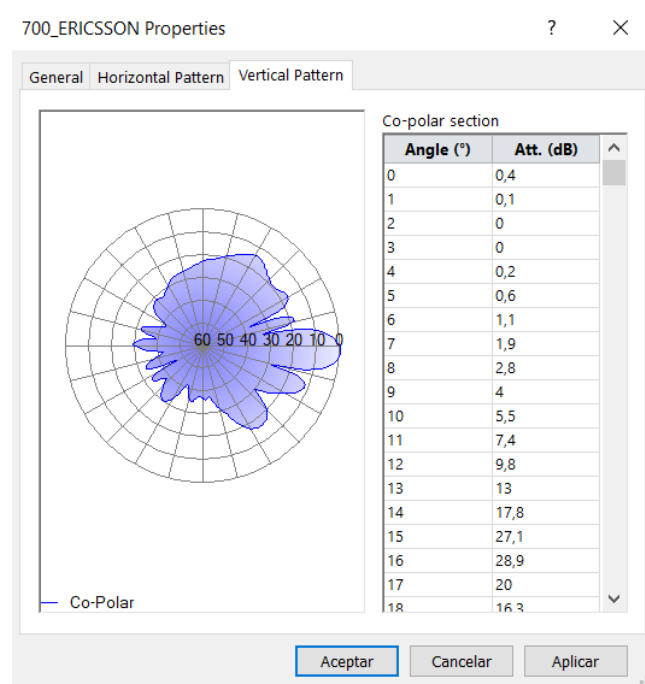 700_ERICSSON Properties ?
General Horizontal Pattern Vertical Pattern
Co-polar section
Angle (°) Att. (dB)
0 0,4
1 0,1
2 0
3 0
4 0,2
5 0,6
6 1,1
7 1,9
8 2,8
9 4
10 5,5
11 7,4
12 9,8
13 13
14 17,8
15 27,1
16 28,9
17 20
18 16,3
60 50 40 30 20 10 0
Co-Polar
Aceptar Cancelar Aplicar